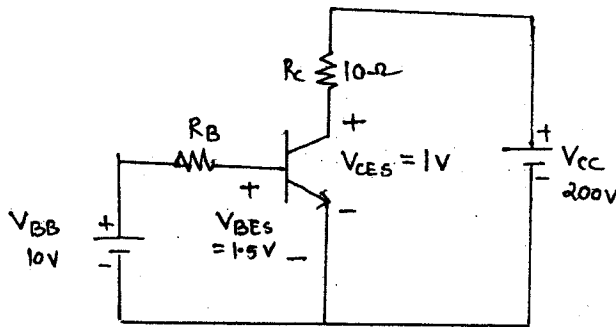 Rc 10Ω
RB
+
VCES = 1V
-
+
VCC
-
200V
+
VBES
= 1.5V -
VBB
10V
+
-